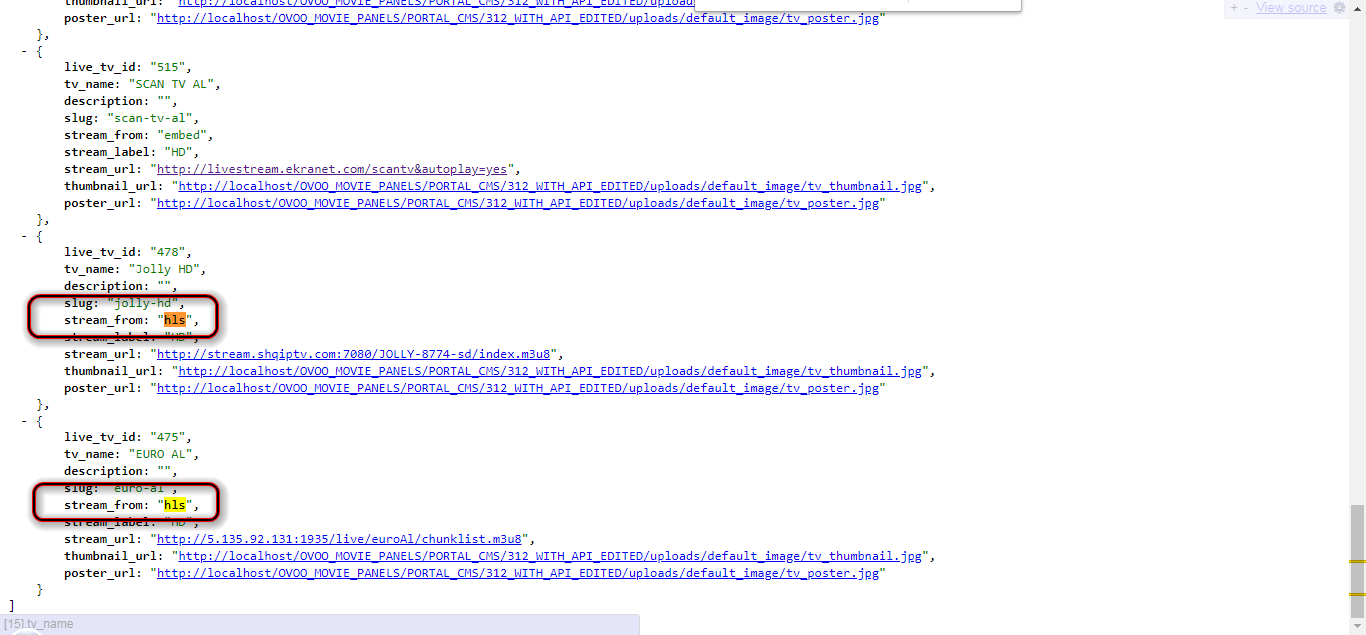 thumbnail_url: "http://localhost/OVOO_MOVIE_PANELS/PORTAL_CMS/312_WITH_API_EDITED/uploads
+ - View source
poster_url: "http://localhost/OVOO_MOVIE_PANELS/PORTAL_CMS/312_WITH_API_EDITED/uploads/default_image/tv_poster.jpg"
},
- {
live_tv_id: "515",
tv_name: "SCAN TV AL",
description: "",
slug: "scan-tv-al",
stream_from: "embed",
stream_label: "HD",
stream_url: "http://livestream.ekranet.com/scantv&autoplay=yes",
thumbnail_url: "http://localhost/OVOO_MOVIE_PANELS/PORTAL_CMS/312_WITH_API_EDITED/uploads/default_image/tv_thumbnail.jpg",
poster_url: "http://localhost/OVOO_MOVIE_PANELS/PORTAL_CMS/312_WITH_API_EDITED/uploads/default_image/tv_poster.jpg"
},
- {
live_tv_id: "478",
tv_name: "Jolly HD",
description: "",
slug: "jolly-hd",
stream_from: "hls",
stream_label: "HD",
stream_url: "http://stream.shqiptv.com:7080/JOLLY-8774-sd/index.m3u8",
thumbnail_url: "http://localhost/OVOO_MOVIE_PANELS/PORTAL_CMS/312_WITH_API_EDITED/uploads/default_image/tv_thumbnail.jpg",
poster_url: "http://localhost/OVOO_MOVIE_PANELS/PORTAL_CMS/312_WITH_API_EDITED/uploads/default_image/tv_poster.jpg"
},
- {
live_tv_id: "475",
tv_name: "EURO AL",
description: "",
slug: "euro-al",
stream_from: "hls",
stream_label: "HD",
stream_url: "http://5.135.92.131:1935/live/euroAl/chunklist.m3u8",
thumbnail_url: "http://localhost/OVOO_MOVIE_PANELS/PORTAL_CMS/312_WITH_API_EDITED/uploads/default_image/tv_thumbnail.jpg",
poster_url: "http://localhost/OVOO_MOVIE_PANELS/PORTAL_CMS/312_WITH_API_EDITED/uploads/default_image/tv_poster.jpg"
}
]
[15].tv_name